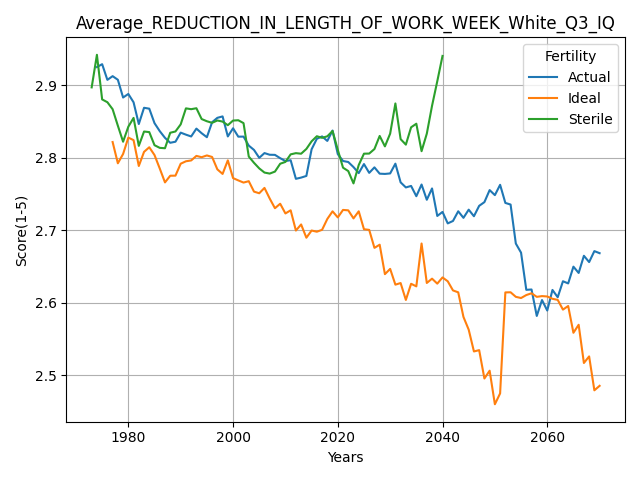 Average_REDUCTION_IN_LENGTH_OF_WORK_WEEK_White_Q3_IQ
Fertility
Actual
Ideal
Sterile
Score(1-5)
2.9
2.8
2.7
2.6
2.5
1980 2000 2020 2040 2060
Years